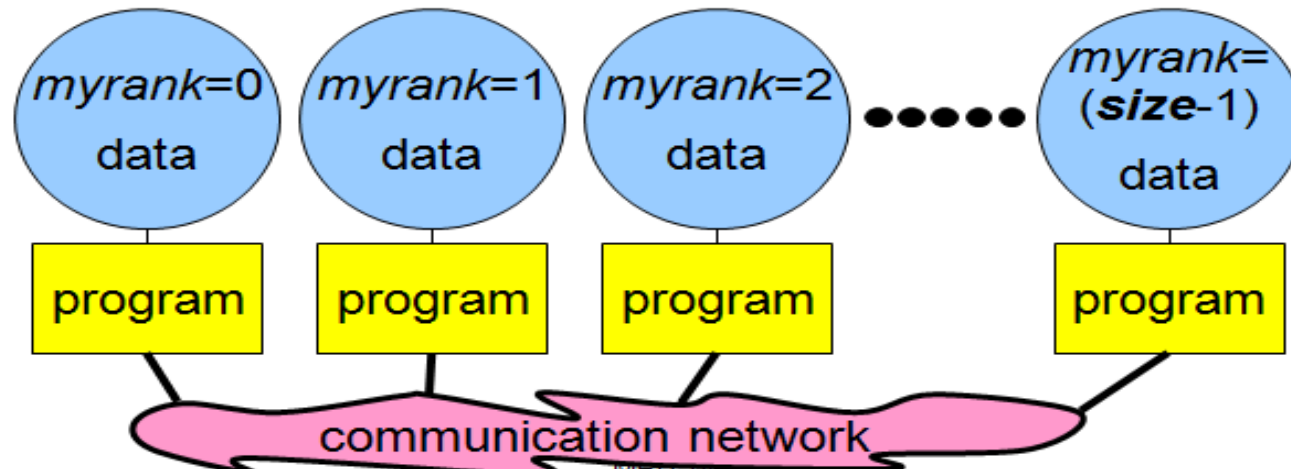 myrank=0
data
myrank=1
data
myrank=2
data
myrank=
(size-1)
data
program
program
program
program
communication network